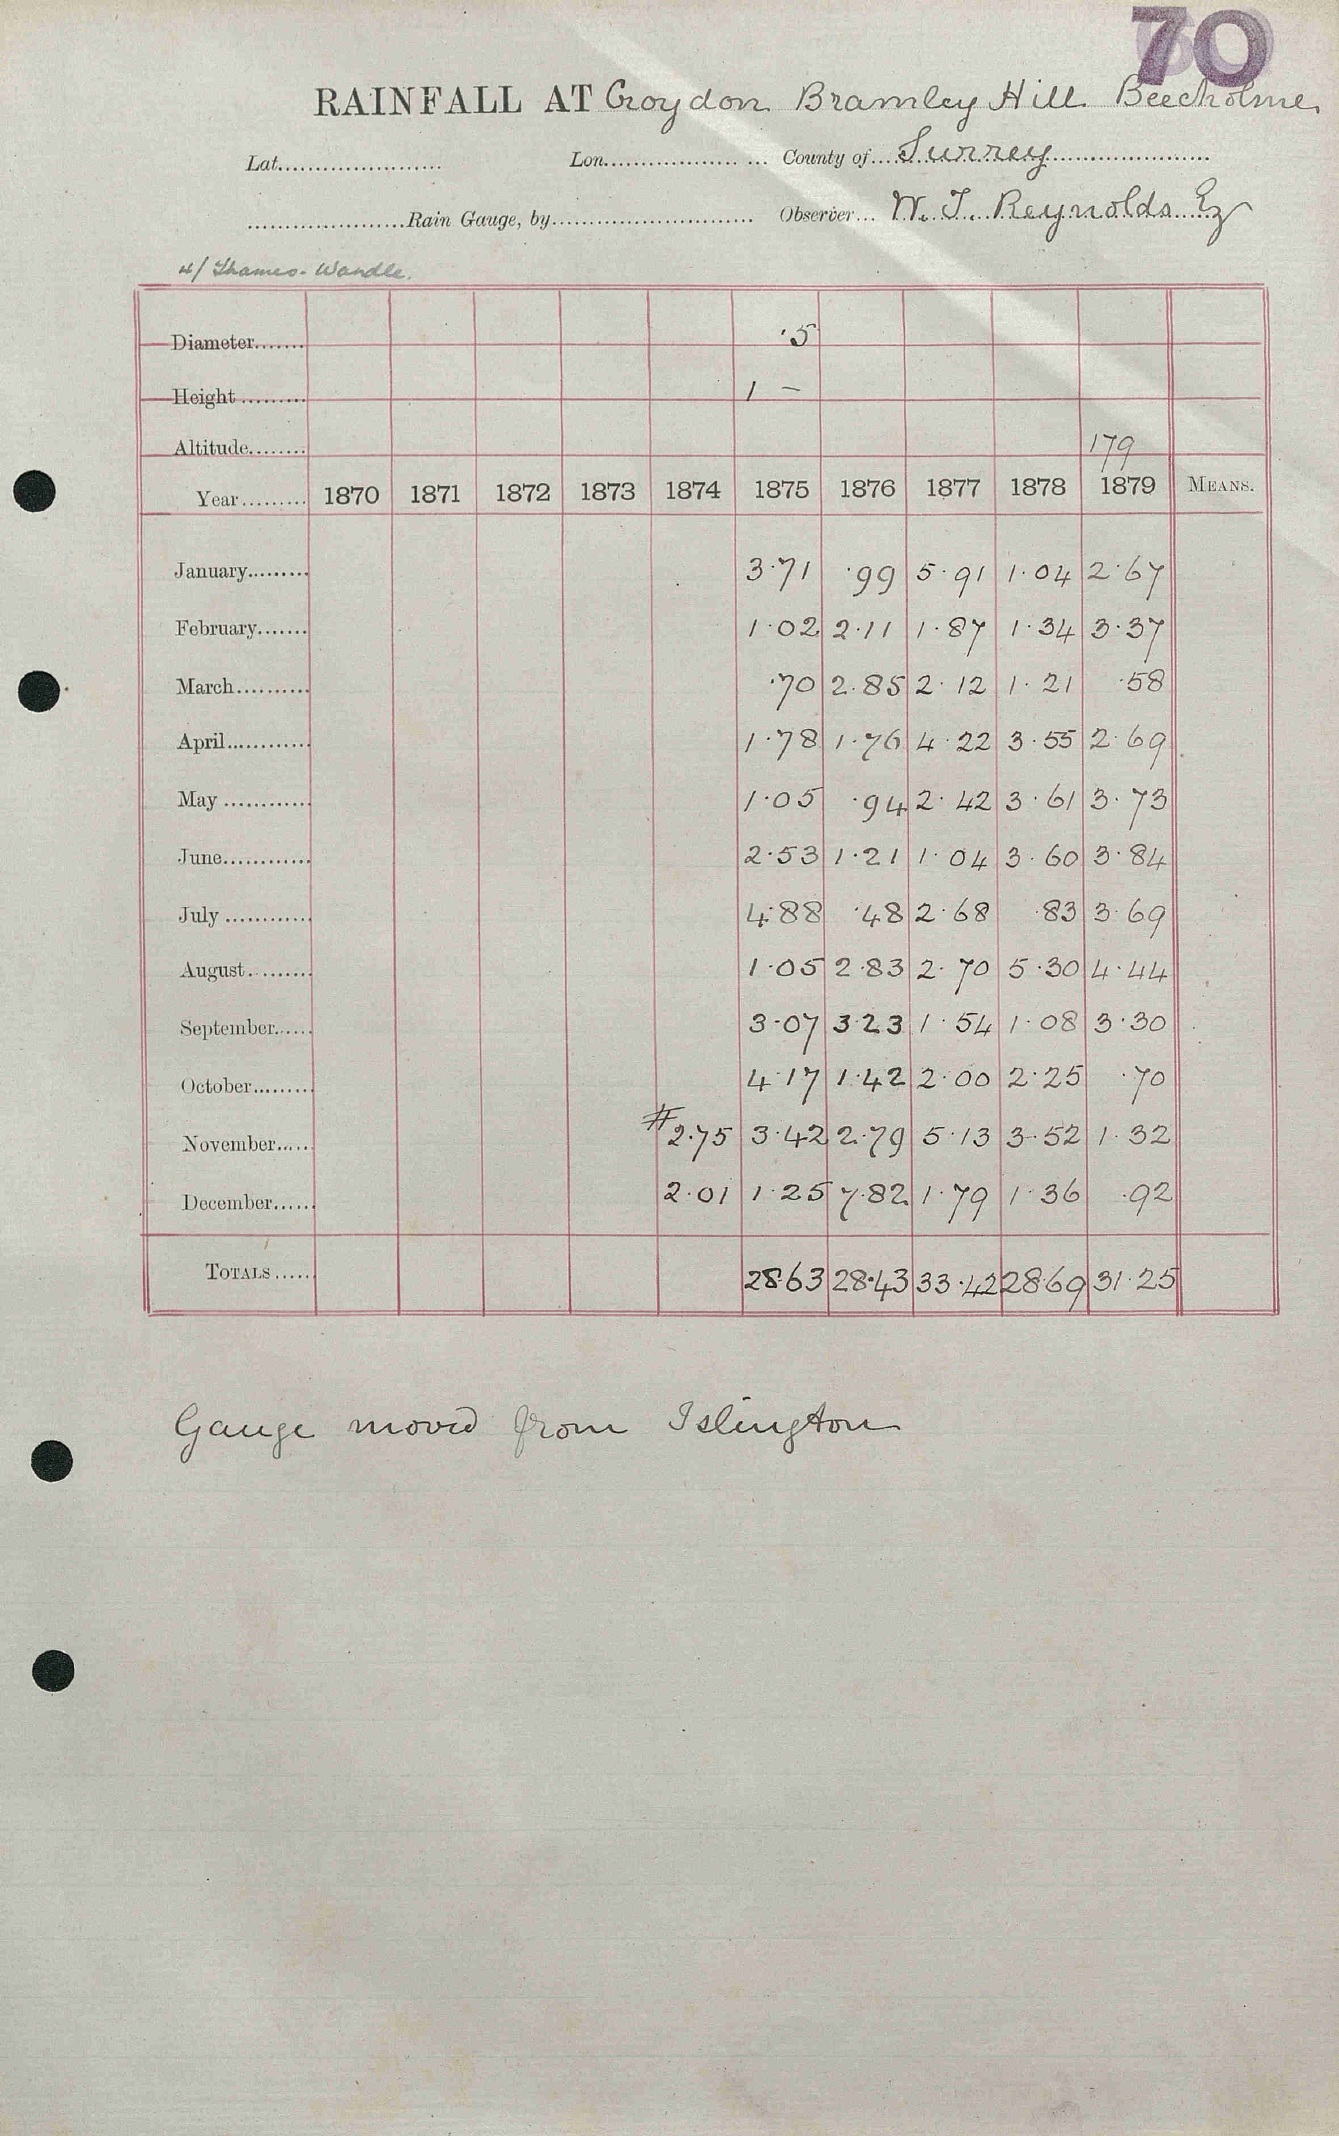 70
RAINFALL AT Croydon Bramley Hill Beecholme
Lat...................... Lon.................. ... County of.... Surrey......................
.....................Rain Gauge, by........................... Observer... W. T. Reynolds Esq
4/ Thames-Wandle.
Diameter....... ·5
Height ......... 1 –
Altitude........ 179
Year......... 1870 1871 1872 1873 1874 1875 1876 1877 1878 1879 MEANS.
January......... 3·71 ·99 5·91 1·04 2·67
February....... 1·02 2·11 1·87 1·34 3·37
March.......... ·70 2·85 2·12 1·21 ·58
April............ 1·78 1·76 4·22 3·55 2·69
May ............ 1·05 ·94 2·42 3·61 3·73
June............ 2·53 1·21 1·04 3·60 3·84
July ............ 4·88 ·48 2·68 ·83 3·69
August......... 1·05 2·83 2·70 5·30 4·44
September...... 3·07 3·23 1·54 1·08 3·30
October......... 4·17 1·42 2·00 2·25 ·70
November...... #2·75 3·42 2·79 5·13 3·52 1·32
December...... 2·01 1·25 7·82 1·79 1·36 ·92
TOTALS...... 28·63 28·43 33·42 28·69 31·25
Gauge moved from Islington